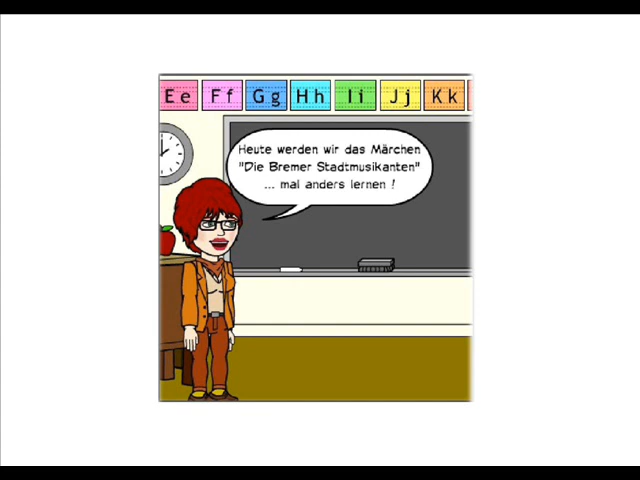 Ee Ff Gg Hh Ii Jj Kk
Heute werden wir das Märchen
"Die Bremer Stadtmusikanten"
... mal anders lernen !